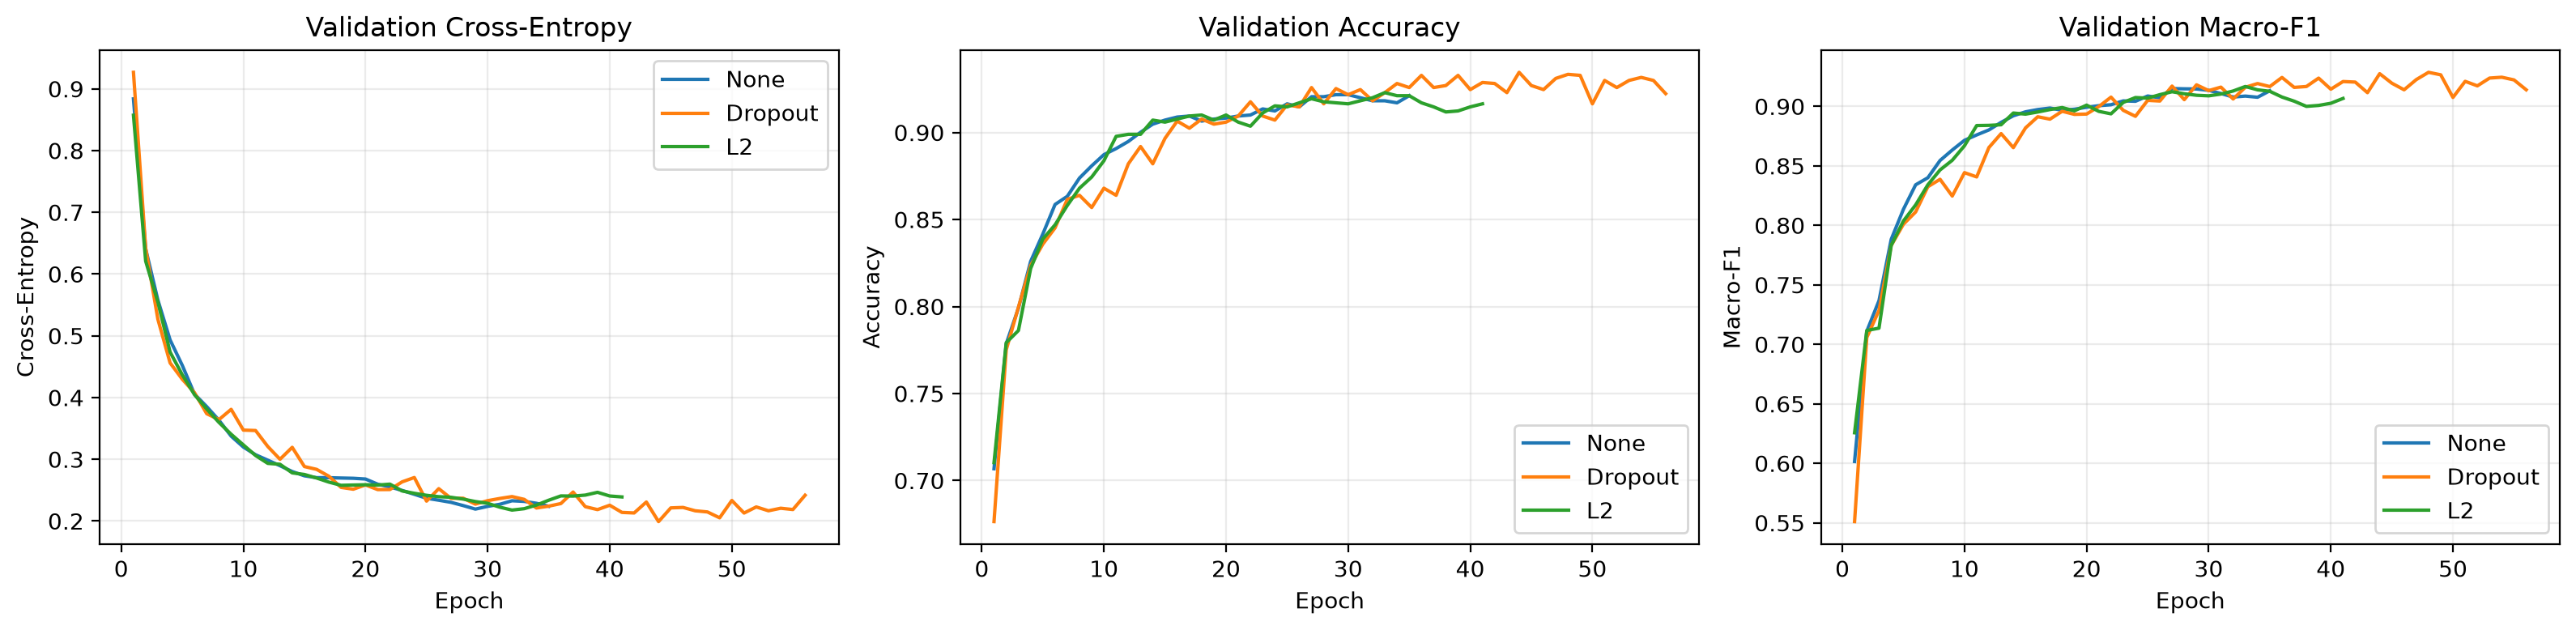 Validation Cross-Entropy
Cross-Entropy
0.9
0.8
0.7
0.6
0.5
0.4
0.3
0.2
None
Dropout
L2
0 10 20 30 40 50
Epoch
Validation Accuracy
Accuracy
0.90
0.85
0.80
0.75
0.70
None
Dropout
L2
0 10 20 30 40 50
Epoch
Validation Macro-F1
Macro-F1
0.90
0.85
0.80
0.75
0.70
0.65
0.60
0.55
None
Dropout
L2
0 10 20 30 40 50
Epoch